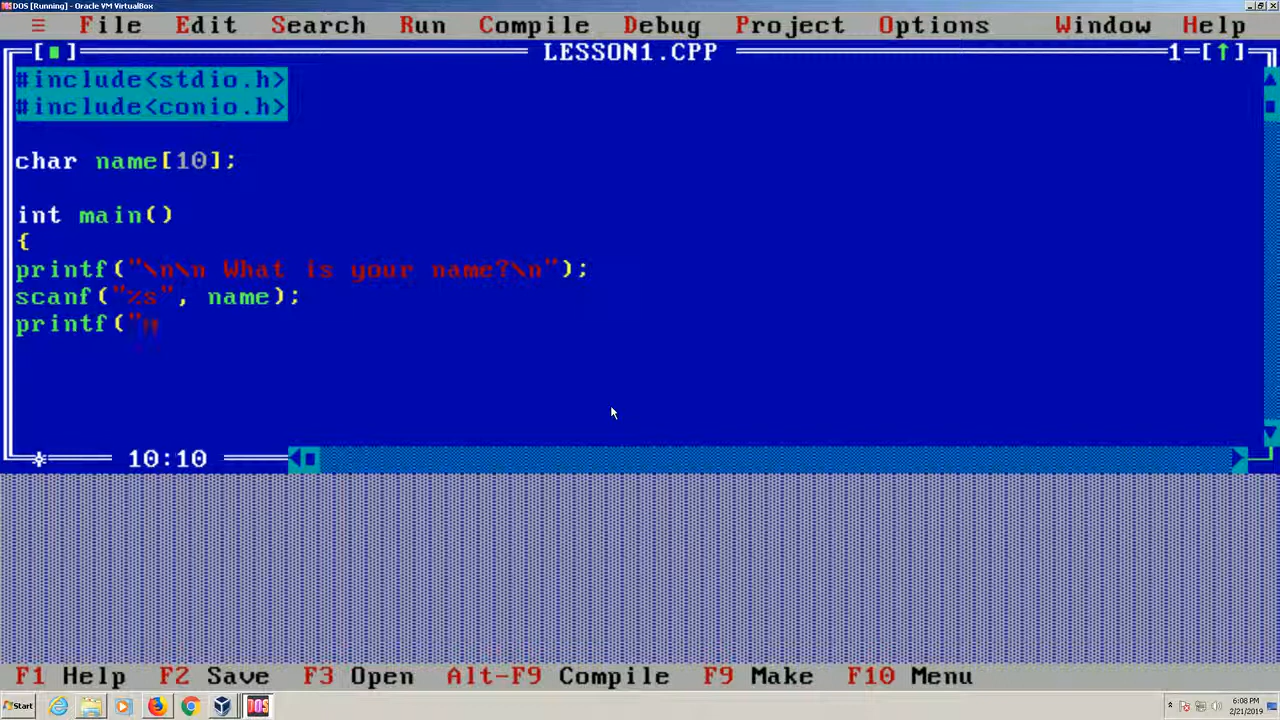 DOS [Running] - Oracle VM VirtualBox
≡ File Edit Search Run Compile Debug Project Options Window Help
[■] LESSON1.CPP 1=[↑]
#include<stdio.h>
#include<conio.h>
char name[10];
int main()
{
printf("\n\n What is your name?\n");
scanf("%s", name);
printf("
10:10
F1 Help F2 Save F3 Open Alt-F9 Compile F9 Make F10 Menu
Start DOS 6:08 PM
2/21/2019